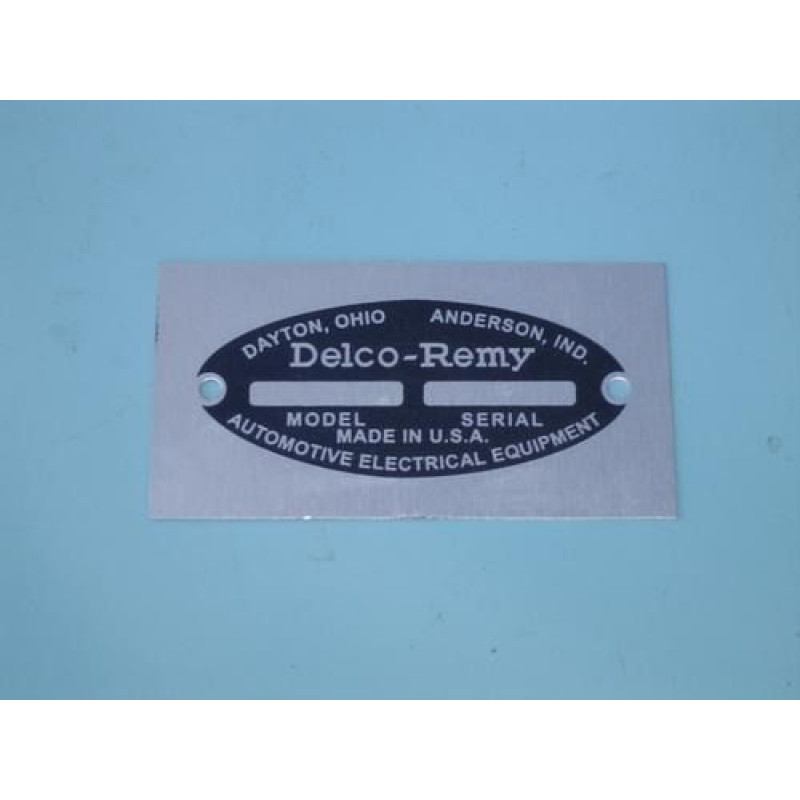 DAYTON, OHIO ANDERSON, IND.
Delco-Remy
MODEL SERIAL
MADE IN U.S.A.
AUTOMOTIVE ELECTRICAL EQUIPMENT